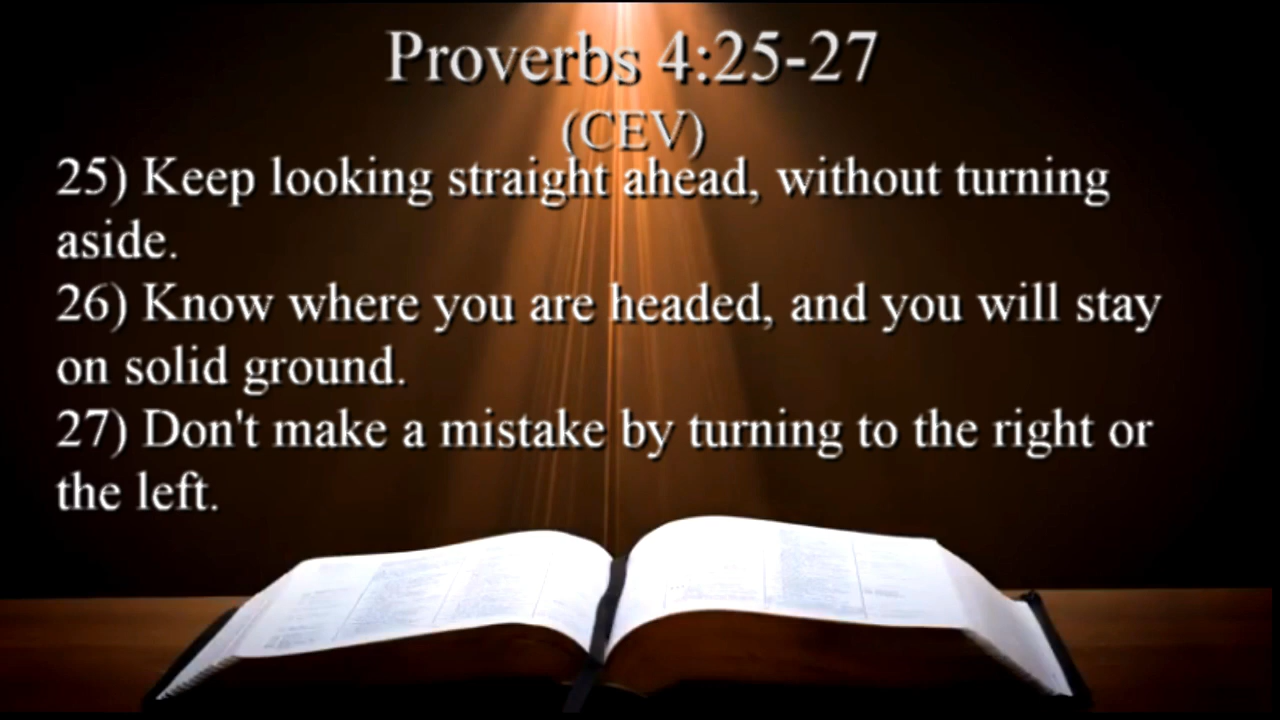 Proverbs 4:25-27
(CEV)
25) Keep looking straight ahead, without turning
aside.
26) Know where you are headed, and you will stay
on solid ground.
27) Don't make a mistake by turning to the right or
the left.